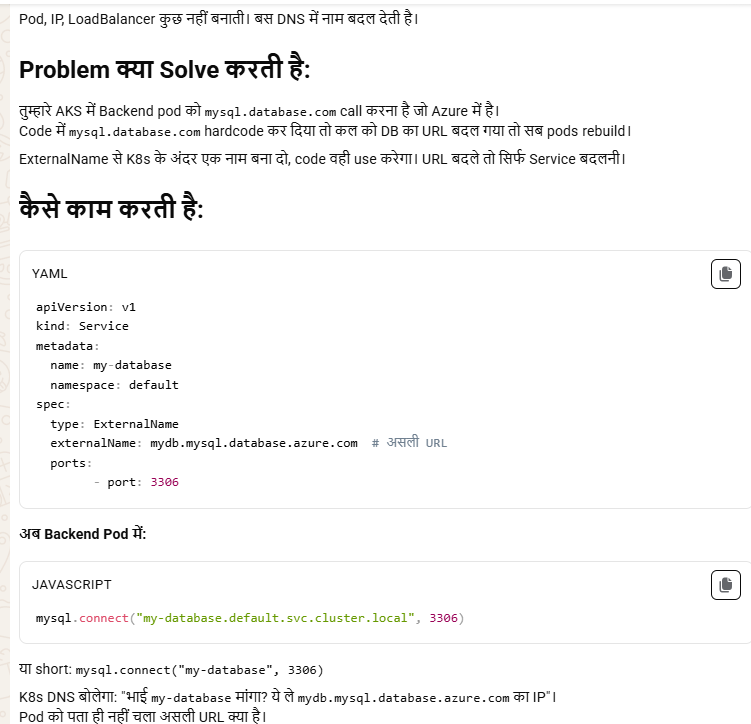 Pod, IP, LoadBalancer कुछ नहीं बनाती। बस DNS में नाम बदल देती है।
Problem क्या Solve करती है:
तुम्हारे AKS में Backend pod को mysql.database.com call करना है जो Azure में है।
Code में mysql.database.com hardcode कर दिया तो कल को DB का URL बदल गया तो सब pods rebuild।
ExternalName से K8s के अंदर एक नाम बना दो, code वही use करेगा। URL बदले तो सिर्फ Service बदलनी।
कैसे काम करती है:
YAML
apiVersion: v1
kind: Service
metadata:
  name: my-database
  namespace: default
spec:
  type: ExternalName
  externalName: mydb.mysql.database.azure.com  # असली URL
  ports:
        - port: 3306
अब Backend Pod में:
JAVASCRIPT
mysql.connect("my-database.default.svc.cluster.local", 3306)
या short: mysql.connect("my-database", 3306)
K8s DNS बोलेगा: "भाई my-database मांगा? ये ले mydb.mysql.database.azure.com का IP"।
Pod को पता ही नहीं चला असली URL क्या है।